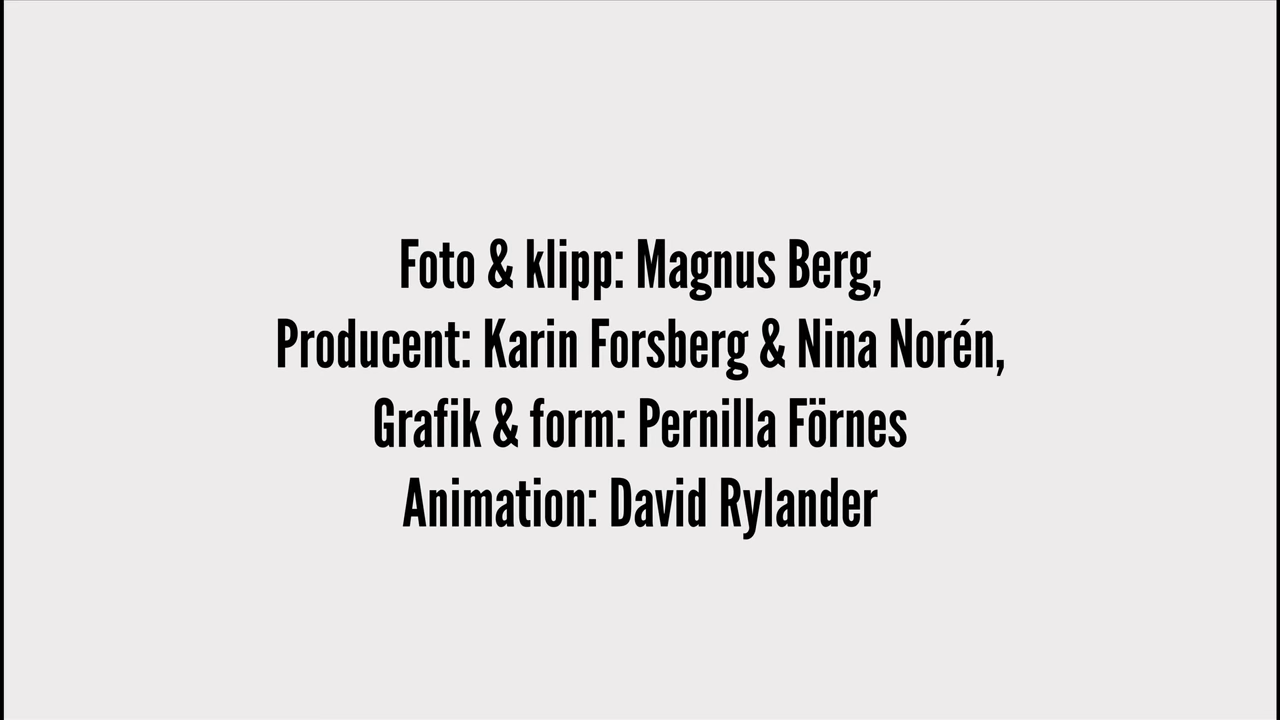 Foto & klipp: Magnus Berg,
Producent: Karin Forsberg & Nina Norén,
Grafik & form: Pernilla Förnes
Animation: David Rylander